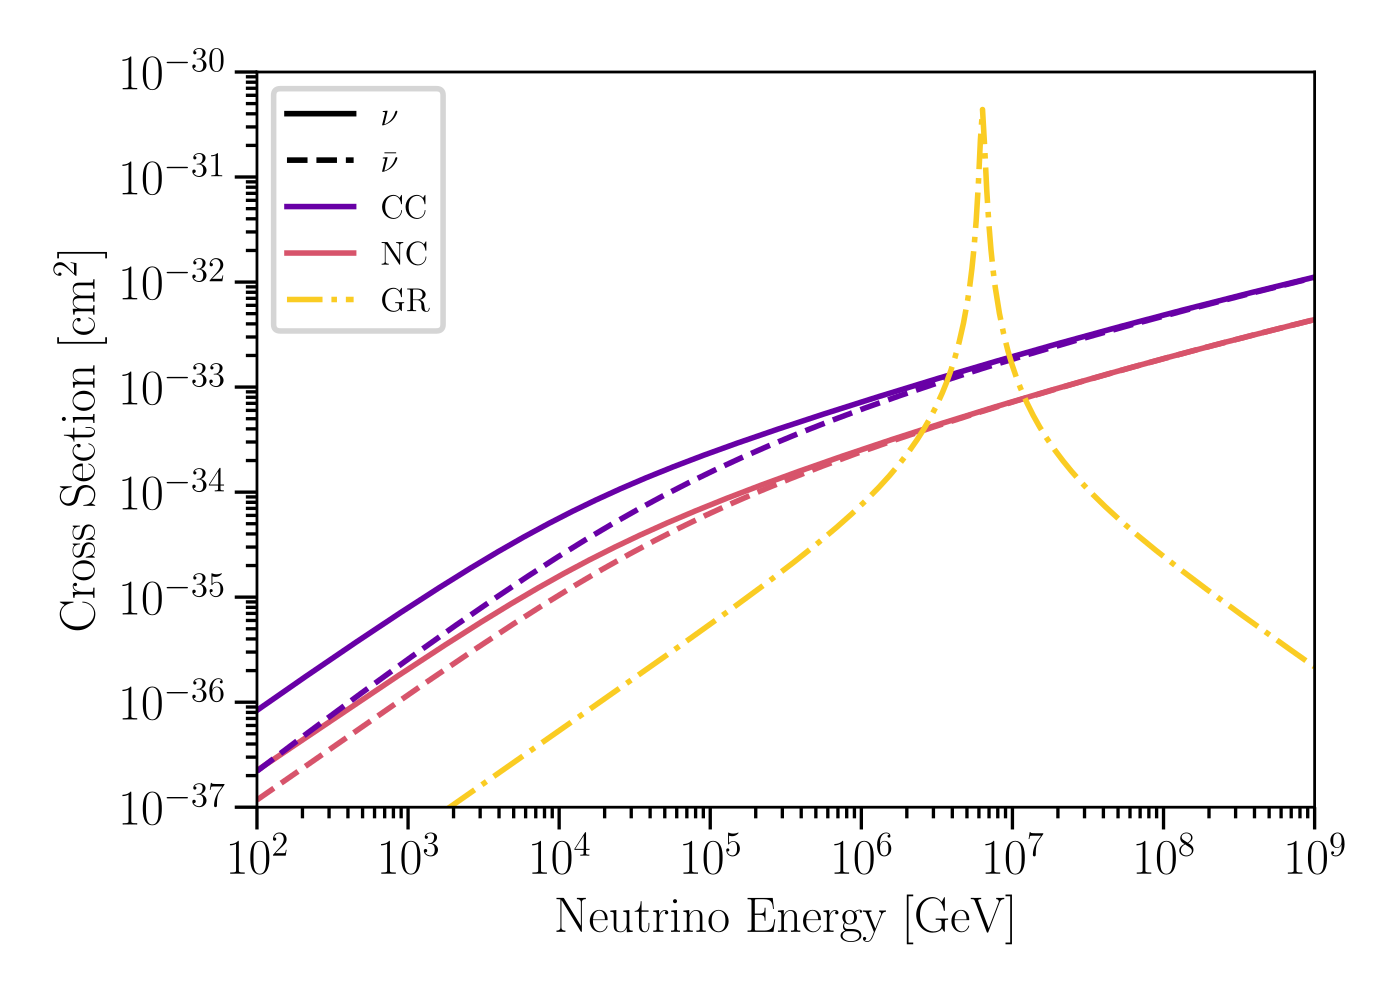 10⁻³⁰
10⁻³¹
10⁻³²
10⁻³³
10⁻³⁴
10⁻³⁵
10⁻³⁶
10⁻³⁷
Cross Section [cm²]
ν
ν̄
CC
NC
GR
10² 10³ 10⁴ 10⁵ 10⁶ 10⁷ 10⁸ 10⁹
Neutrino Energy [GeV]